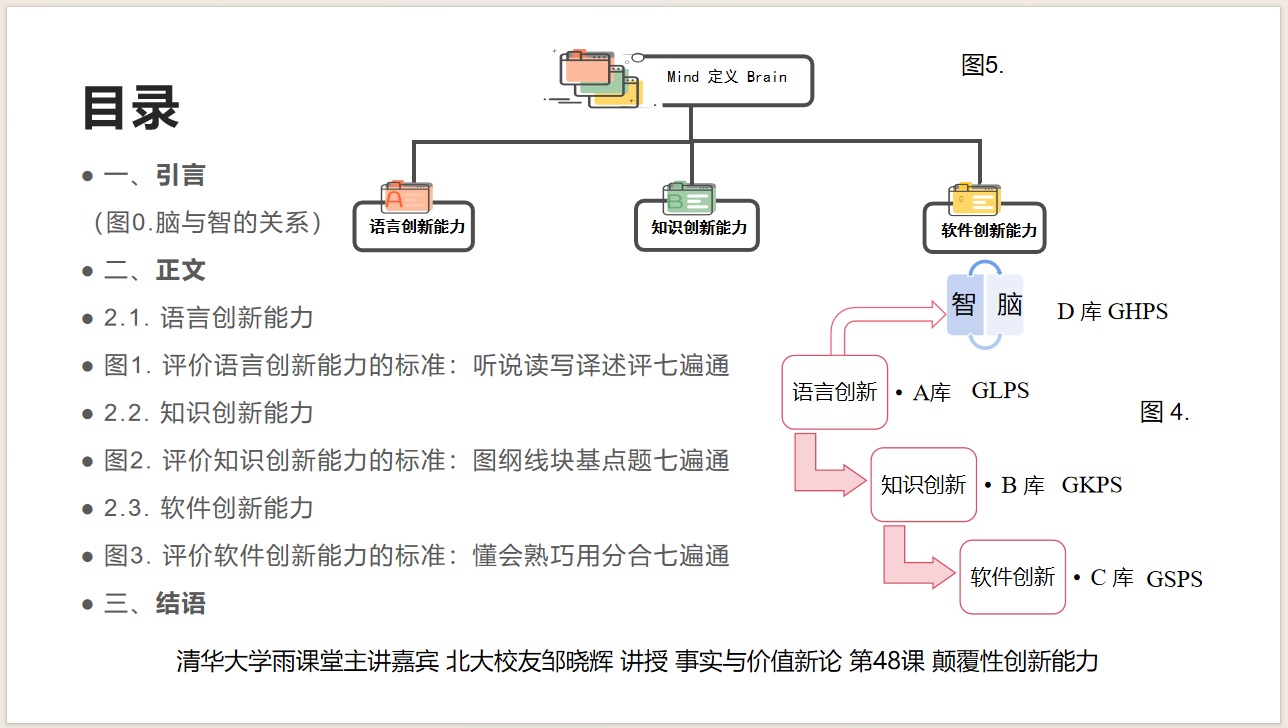 目录
● 一、引言
（图0.脑与智的关系）
● 二、正文
● 2.1. 语言创新能力
● 图1. 评价语言创新能力的标准：听说读写译述评七遍通
● 2.2. 知识创新能力
● 图2. 评价知识创新能力的标准：图纲线块基点题七遍通
● 2.3. 软件创新能力
● 图3. 评价软件创新能力的标准：懂会熟巧用分合七遍通
● 三、结语
Mind 定义 Brain
图5.
A
语言创新能力
B
知识创新能力
C
软件创新能力
智 脑
D 库 GHPS
语言创新
• A库 GLPS
图 4.
知识创新
• B 库 GKPS
软件创新
• C 库 GSPS
清华大学雨课堂主讲嘉宾 北大校友邹晓辉 讲授 事实与价值新论 第48课 颠覆性创新能力